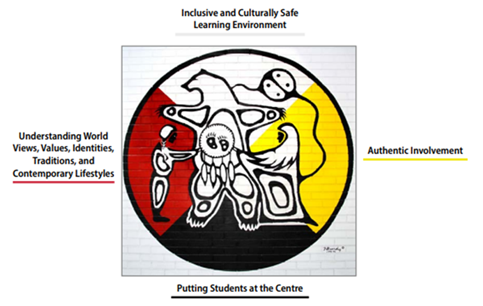 Inclusive and Culturally Safe
Learning Environment
Understanding World
Views, Values, Identities,
Traditions, and
Contemporary Lifestyles
Authentic Involvement
Putting Students at the Centre